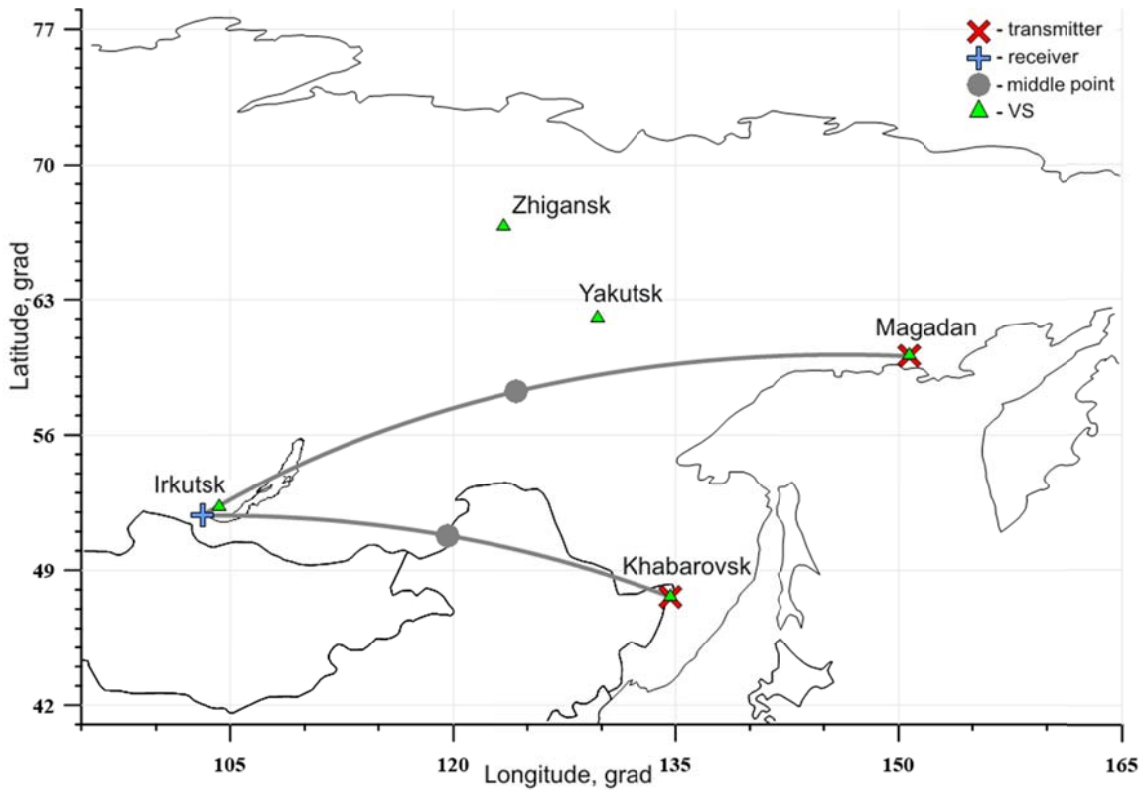 77
- transmitter
- receiver
- middle point
- VS
70
Zhigansk
63
Yakutsk
Magadan
Latitude, grad
56
Irkutsk
49
Khabarovsk
42
105
120
135
150
165
Longitude, grad